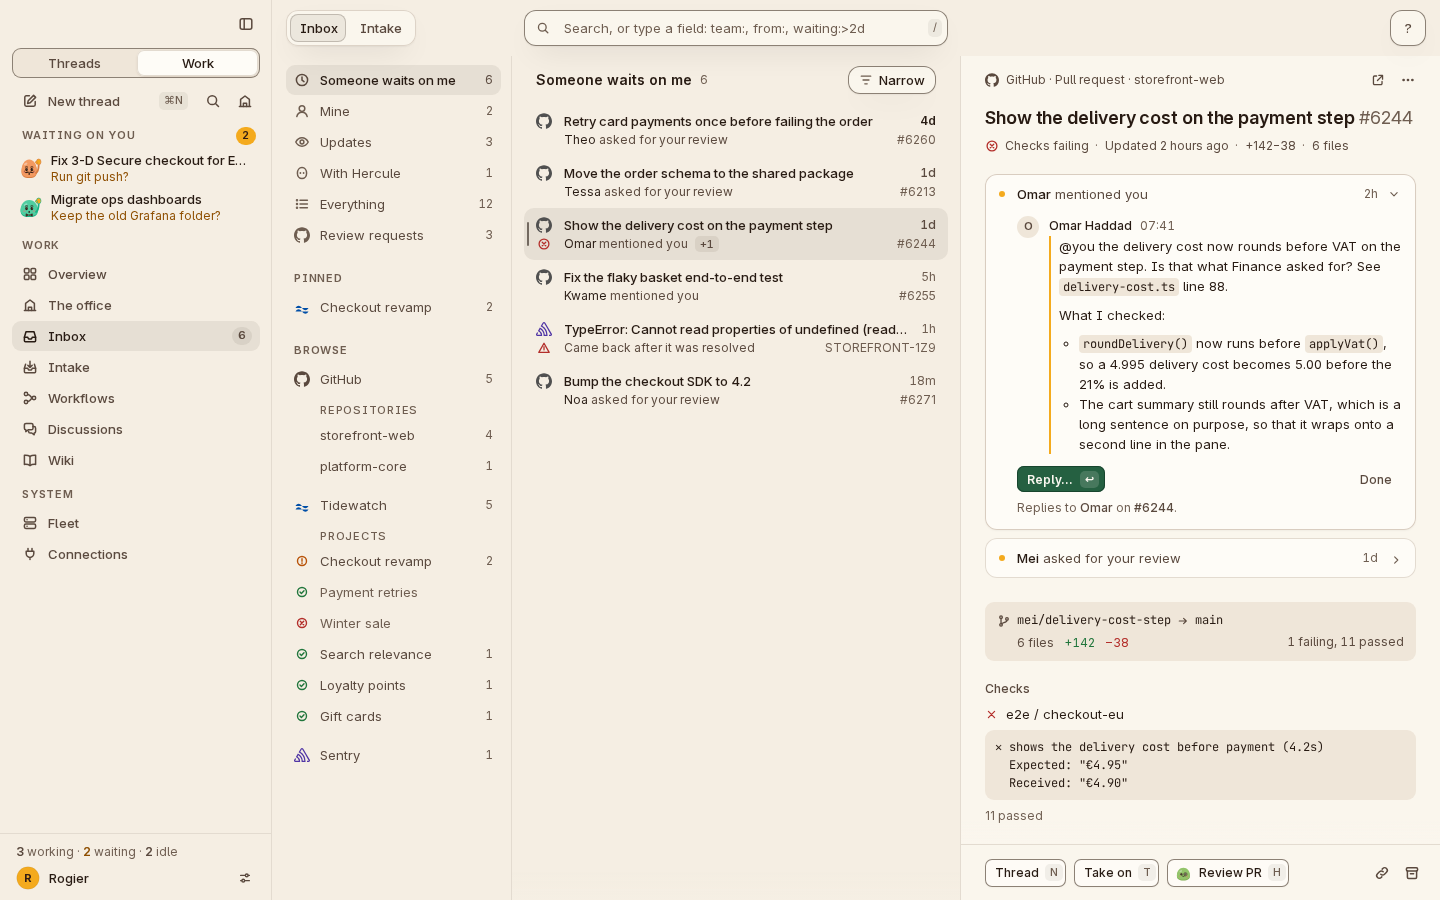 Threads
Work
New thread
⌘N
WAITING ON YOU
2
Fix 3-D Secure checkout for E…
Run git push?
Migrate ops dashboards
Keep the old Grafana folder?
WORK
Overview
The office
Inbox
6
Intake
Workflows
Discussions
Wiki
SYSTEM
Fleet
Connections
3 working · 2 waiting · 2 idle
R
Rogier
Inbox
Intake
Someone waits on me
6
Mine
2
Updates
3
With Hercule
1
Everything
12
Review requests
3
PINNED
Checkout revamp
2
BROWSE
GitHub
5
REPOSITORIES
storefront-web
4
platform-core
1
Tidewatch
5
PROJECTS
Checkout revamp
2
Payment retries
Winter sale
Search relevance
1
Loyalty points
1
Gift cards
1
Sentry
1
Search, or type a field: team:, from:, waiting:>2d
/
?
Someone waits on me 6
Narrow
Retry card payments once before failing the order
4d
Theo asked for your review
#6260
Move the order schema to the shared package
1d
Tessa asked for your review
#6213
Show the delivery cost on the payment step
1d
Omar mentioned you +1
#6244
Fix the flaky basket end-to-end test
5h
Kwame mentioned you
#6255
TypeError: Cannot read properties of undefined (read…
1h
Came back after it was resolved
STOREFRONT-1Z9
Bump the checkout SDK to 4.2
18m
Noa asked for your review
#6271
GitHub · Pull request · storefront-web
Show the delivery cost on the payment step #6244
Checks failing · Updated 2 hours ago · +142−38 · 6 files
Omar mentioned you
2h
O
Omar Haddad 07:41
@you the delivery cost now rounds before VAT on the
payment step. Is that what Finance asked for? See
delivery-cost.ts line 88.
What I checked:
roundDelivery() now runs before applyVat(),
so a 4.995 delivery cost becomes 5.00 before the
21% is added.
The cart summary still rounds after VAT, which is a
long sentence on purpose, so that it wraps onto a
second line in the pane.
Reply… ↩
Done
Replies to Omar on #6244.
Mei asked for your review
1d
mei/delivery-cost-step → main
6 files +142 −38
1 failing, 11 passed
Checks
× e2e / checkout-eu
× shows the delivery cost before payment (4.2s)
Expected: "€4.95"
Received: "€4.90"
11 passed
Thread N
Take on T
Review PR H